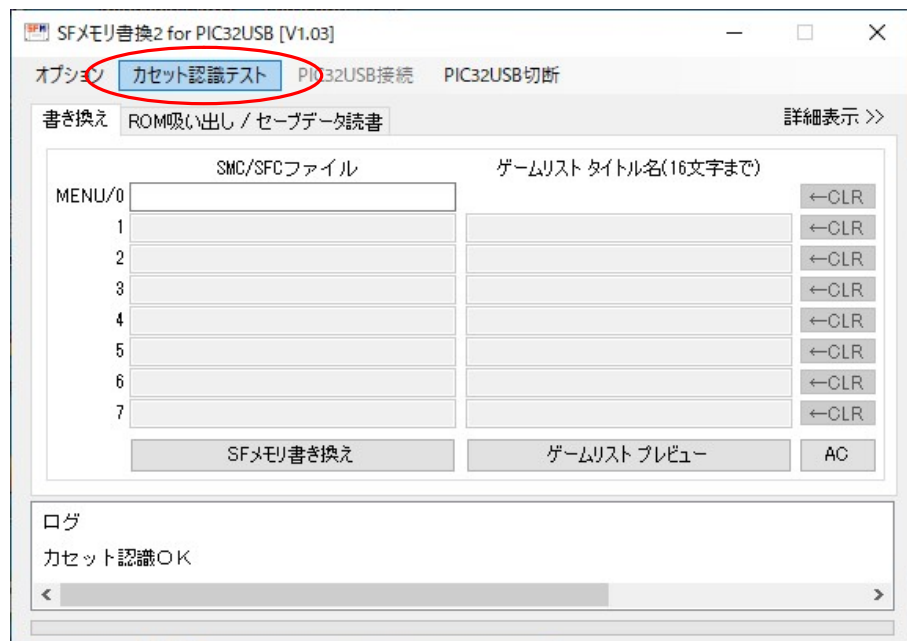 SFメモリ書換2 for PIC32USB [V1.03]
オプション カセット認識テスト PIC32USB接続 PIC32USB切断
書き換え ROM吸い出し / セーブデータ読書 詳細表示 >>
SMC/SFCファイル ゲームリスト タイトル名(16文字まで)
MENU/0 ←CLR
1 ←CLR
2 ←CLR
3 ←CLR
4 ←CLR
5 ←CLR
6 ←CLR
7 ←CLR
SFメモリ書き換え ゲームリスト プレビュー AC
ログ
カセット認識OK